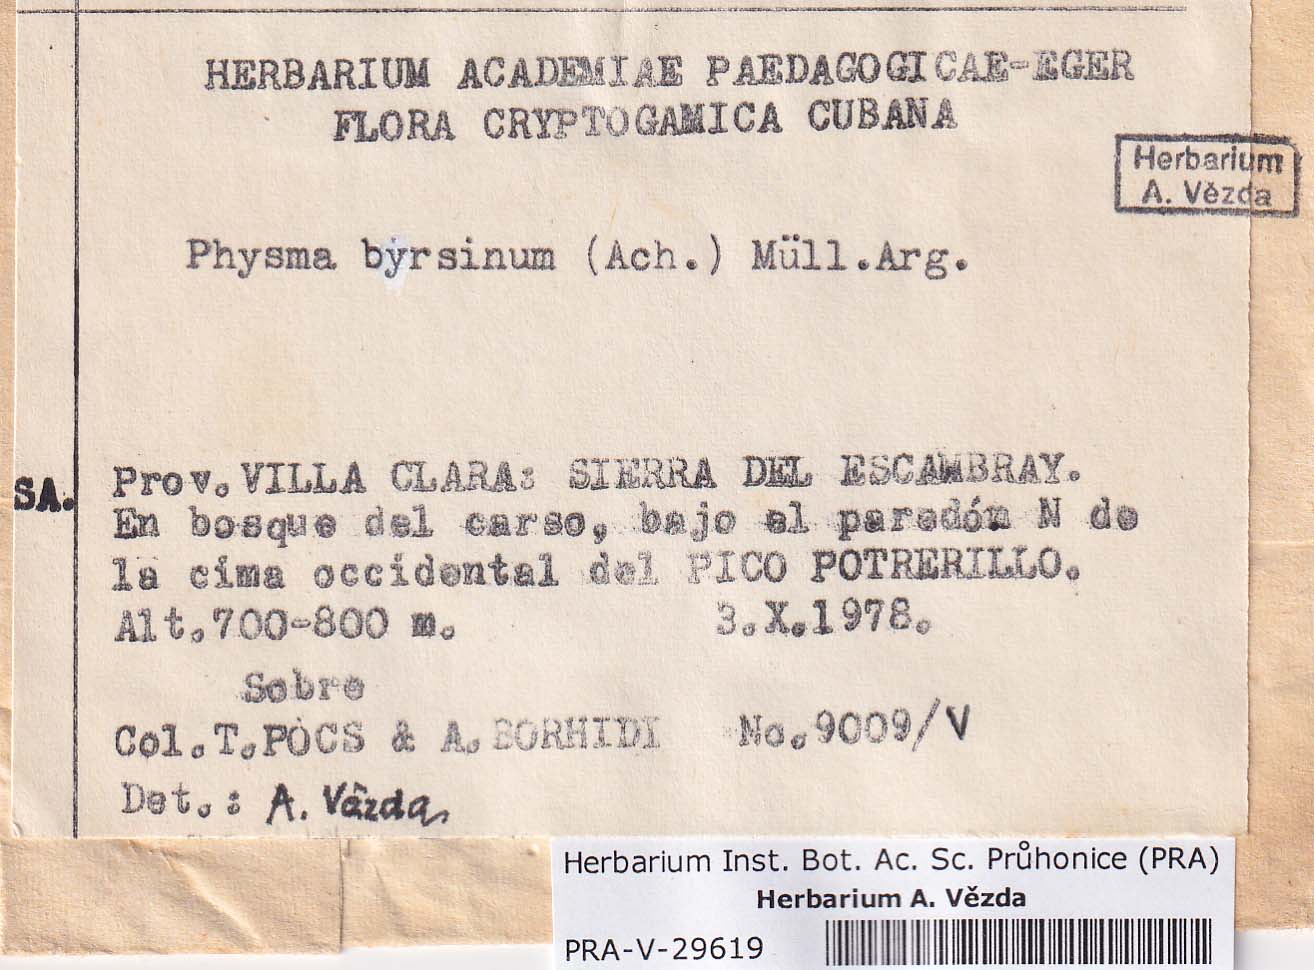 HERBARIUM ACADEMIAE PAEDAGOGICAE-EGER
FLORA CRYPTOGAMICA CUBANA
Herbarium
A. Vězda
Physma byrsinum (Ach.) Müll.Arg.
SA.
Prov.VILLA CLARA: SIERRA DEL ESCAMBRAY.
En bosque del carso, bajo el paredón N de
la cima occidental del PICO POTRERILLO.
Alt.700-800 m. 3.X.1978.
Sobre
Col.T.PÓCS & A.BORHIDI No.9009/V
Det.: A. Vâzda
Herbarium Inst. Bot. Ac. Sc. Průhonice (PRA)
Herbarium A. Vězda
PRA-V-29619